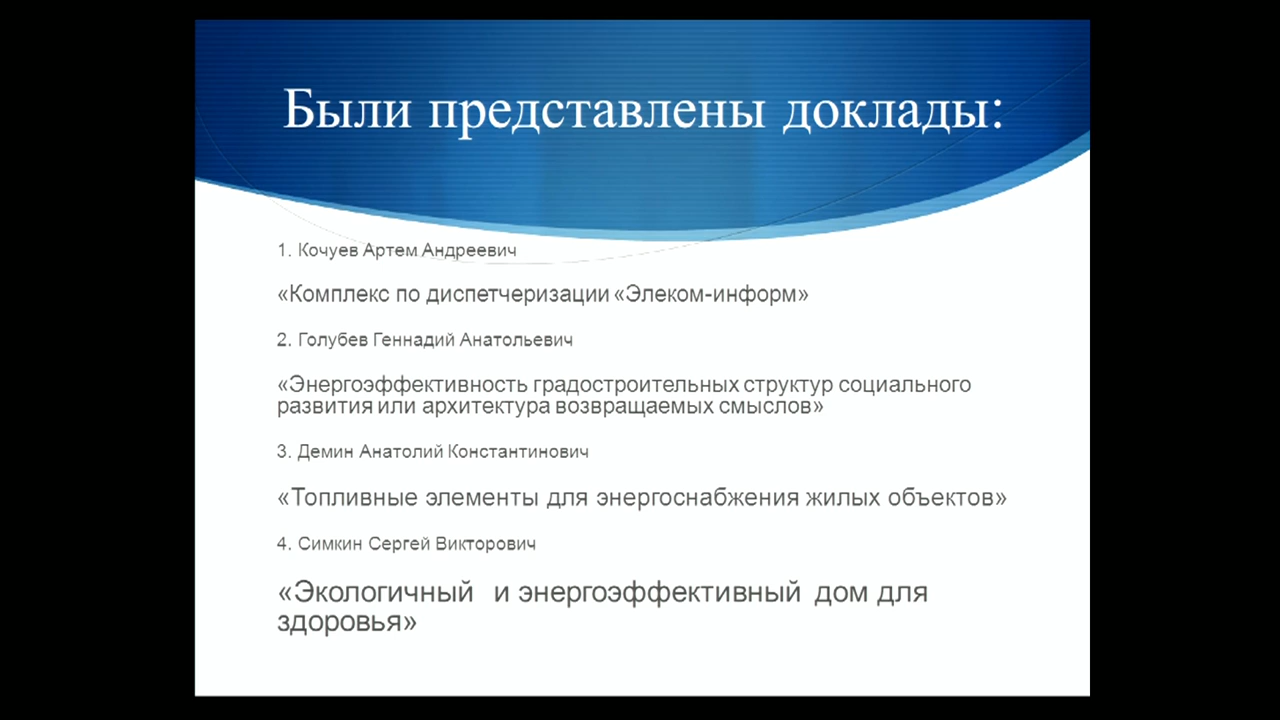 Были представлены доклады:
1. Кочуев Артем Андреевич
«Комплекс по диспетчеризации «Элеком-информ»
2. Голубев Геннадий Анатольевич
«Энергоэффективность градостроительных структур социального
развития или архитектура возвращаемых смыслов»
3. Демин Анатолий Константинович
«Топливные элементы для энергоснабжения жилых объектов»
4. Симкин Сергей Викторович
«Экологичный и энергоэффективный дом для
здоровья»